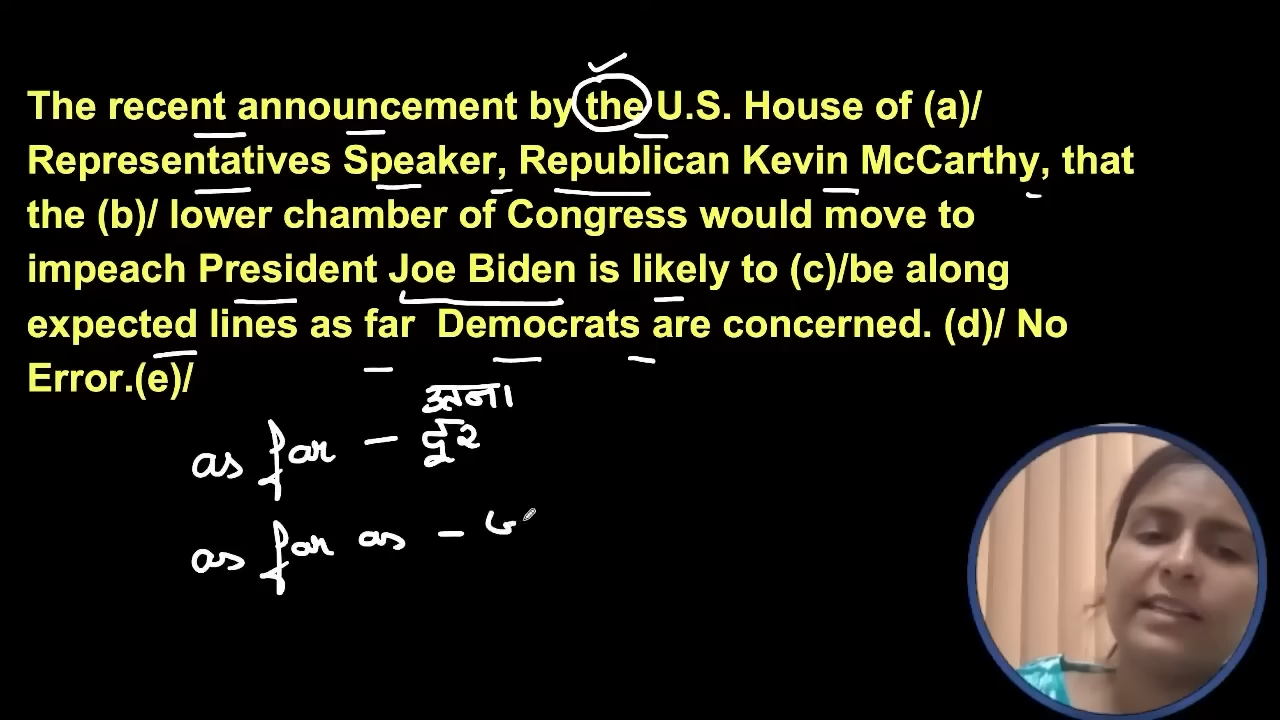 The recent announcement by the U.S. House of (a)/
Representatives Speaker, Republican Kevin McCarthy, that
the (b)/ lower chamber of Congress would move to
impeach President Joe Biden is likely to (c)/be along
expected lines as far Democrats are concerned. (d)/ No
Error.(e)/
उतना
as far - दूर
as far as -